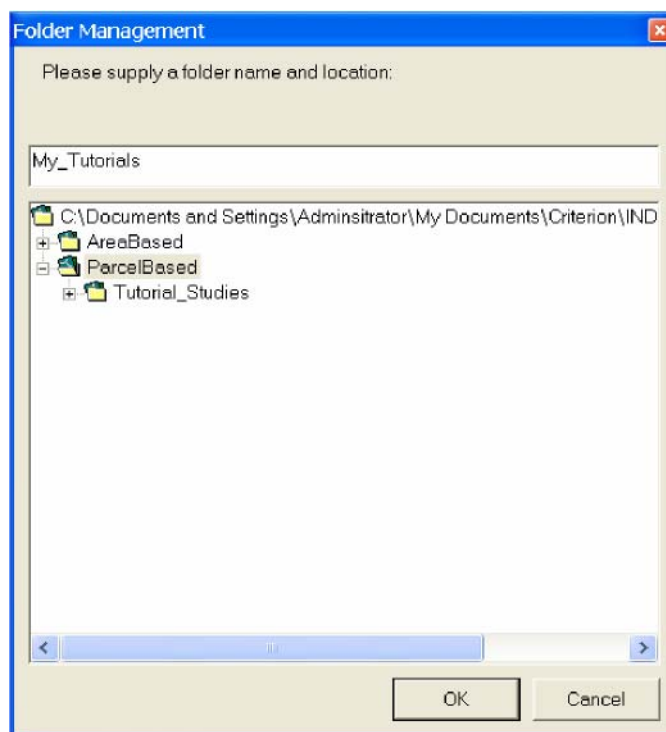 Folder Management
Please supply a folder name and location:
My_Tutorials
C:\Documents and Settings\Adminsitrator\My Documents\Criterion\IND
AreaBased
ParcelBased
Tutorial_Studies
OK
Cancel